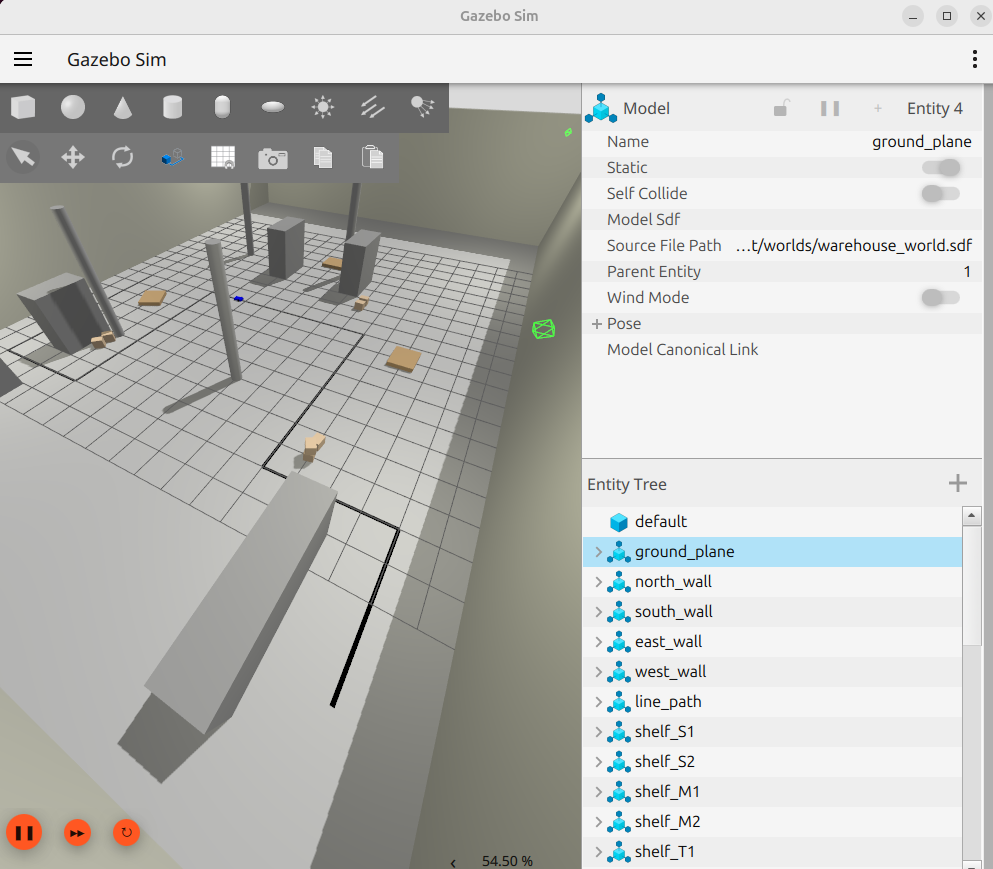 Gazebo Sim
Gazebo Sim
Model
Entity 4
Name ground_plane
Static
Self Collide
Model Sdf
Source File Path ...t/worlds/warehouse_world.sdf
Parent Entity 1
Wind Mode
Pose
Model Canonical Link
Entity Tree
default
ground_plane
north_wall
south_wall
east_wall
west_wall
line_path
shelf_S1
shelf_S2
shelf_M1
shelf_M2
shelf_T1
54.50 %